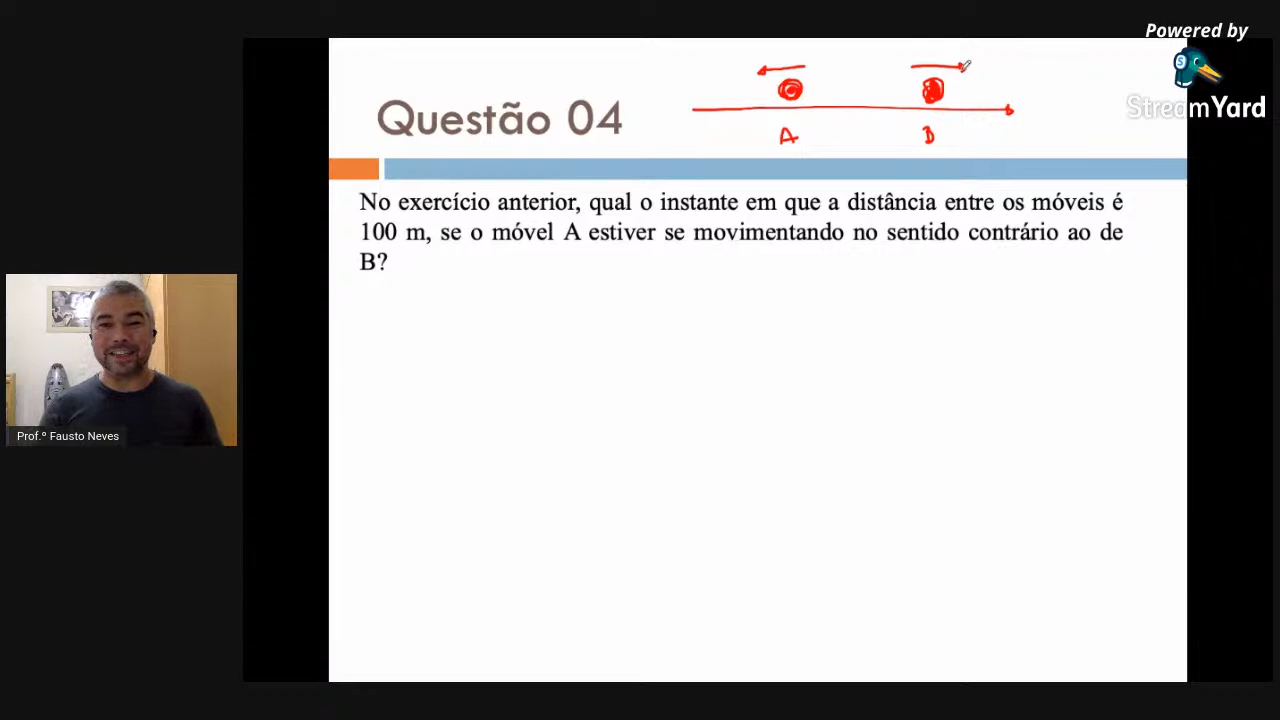 Powered by
StreamYard
Questão 04
A
B
No exercício anterior, qual o instante em que a distância entre os móveis é
100 m, se o móvel A estiver se movimentando no sentido contrário ao de
B?
Prof.º Fausto Neves